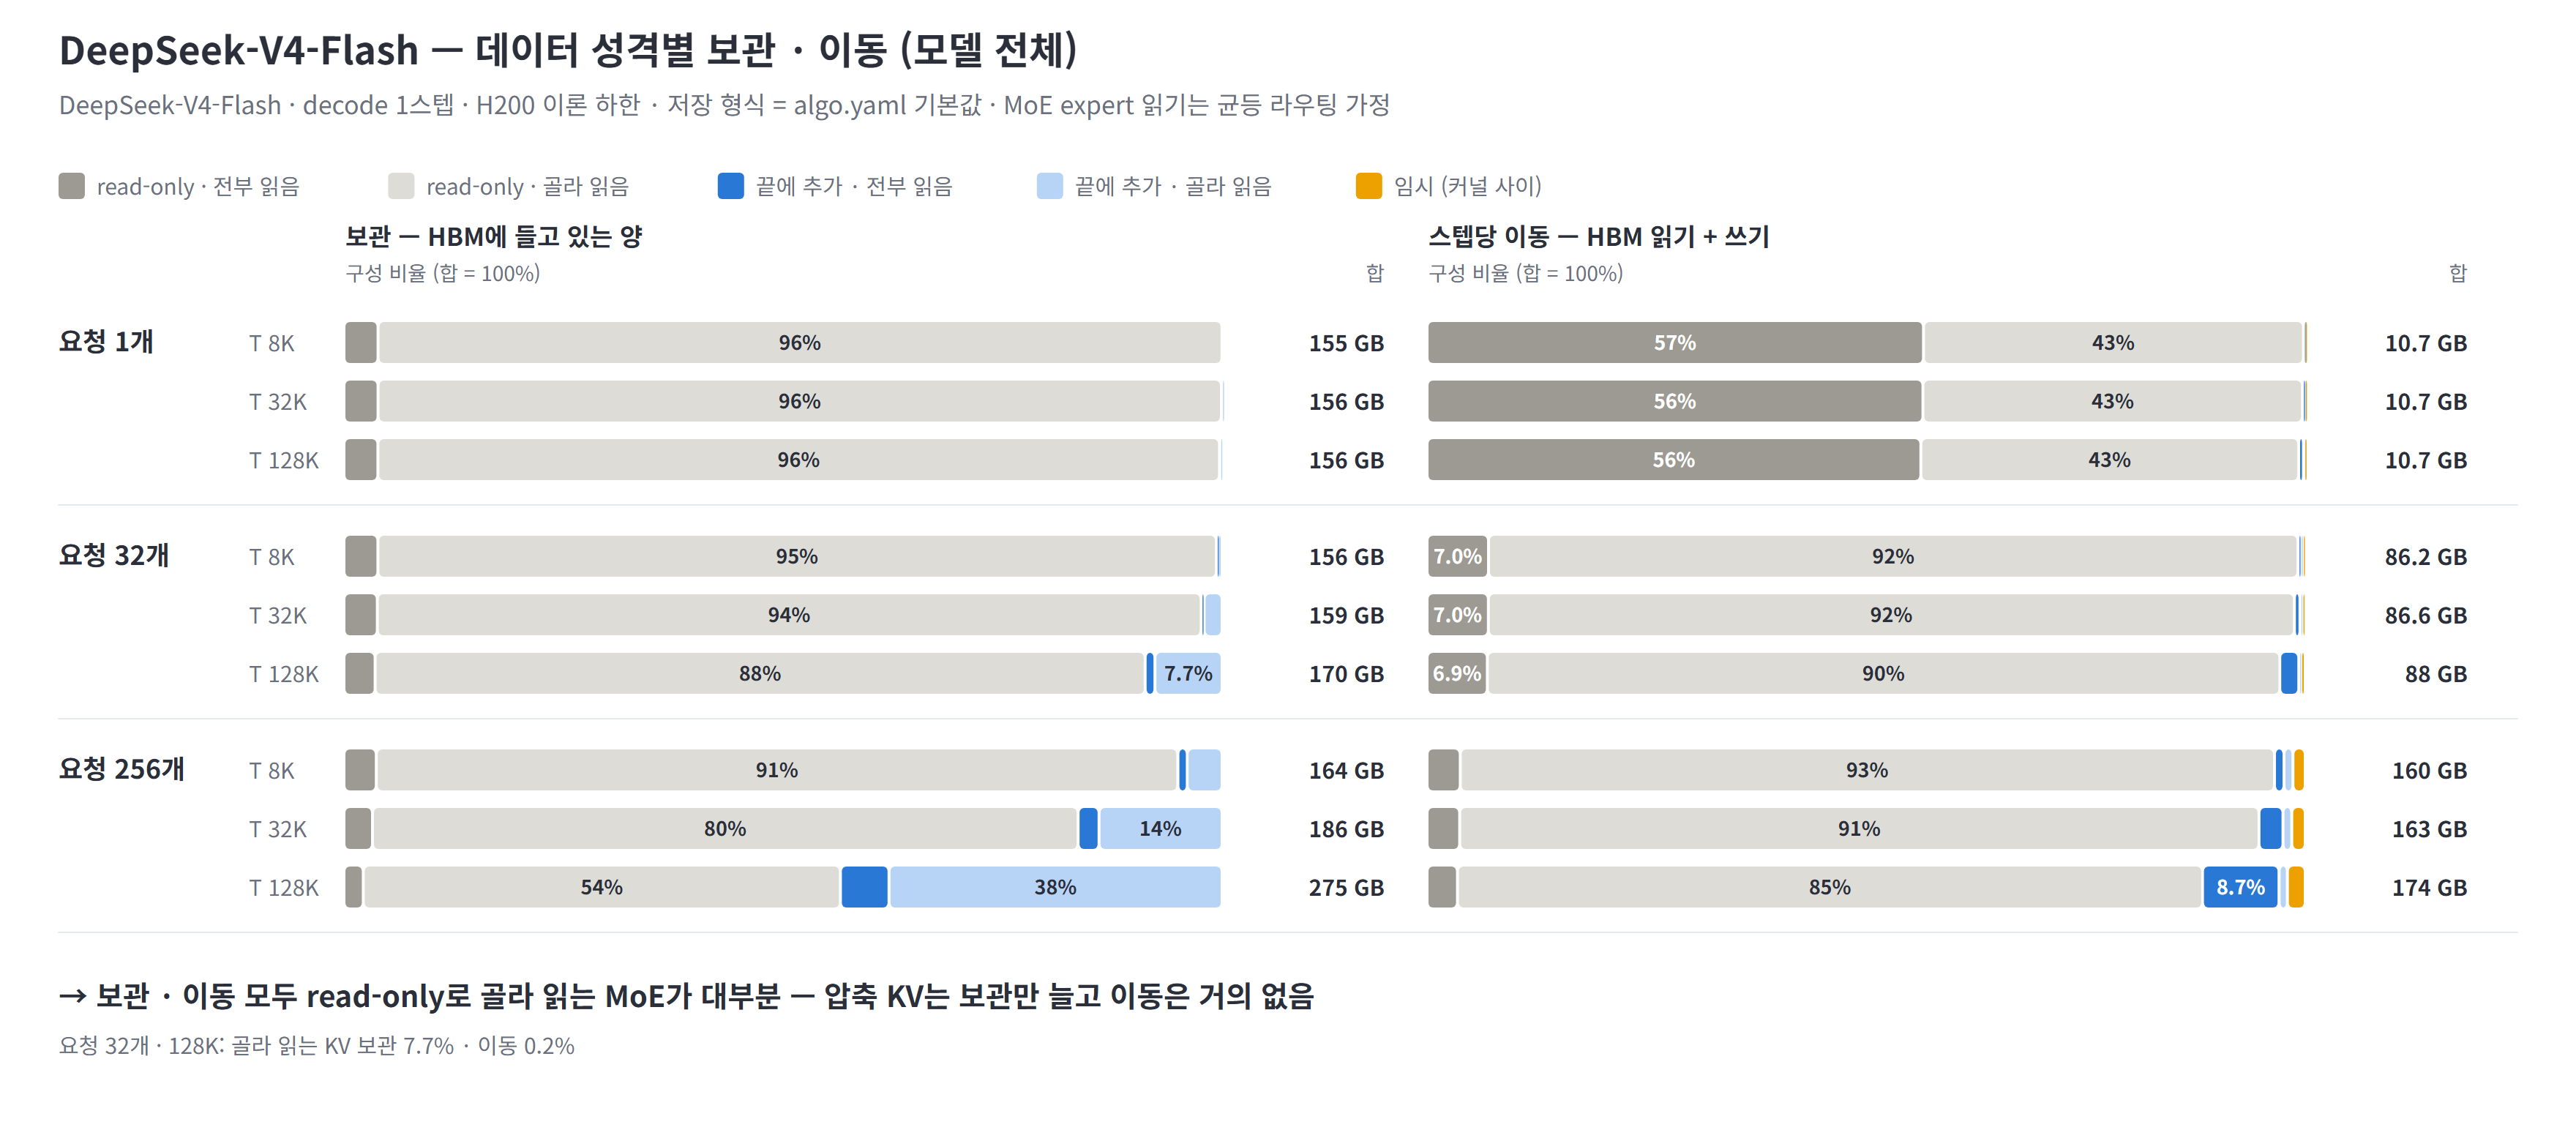 DeepSeek-V4-Flash — 데이터 성격별 보관 · 이동 (모델 전체)
DeepSeek-V4-Flash · decode 1스텝 · H200 이론 하한 · 저장 형식 = algo.yaml 기본값 · MoE expert 읽기는 균등 라우팅 가정
read-only · 전부 읽음 read-only · 골라 읽음 끝에 추가 · 전부 읽음 끝에 추가 · 골라 읽음 임시 (커널 사이)
보관 — HBM에 들고 있는 양 스텝당 이동 — HBM 읽기 + 쓰기
구성 비율 (합 = 100%) 합 구성 비율 (합 = 100%) 합
요청 1개 T 8K 96% 155 GB 57% 43% 10.7 GB
T 32K 96% 156 GB 56% 43% 10.7 GB
T 128K 96% 156 GB 56% 43% 10.7 GB
요청 32개 T 8K 95% 156 GB 7.0% 92% 86.2 GB
T 32K 94% 159 GB 7.0% 92% 86.6 GB
T 128K 88% 7.7% 170 GB 6.9% 90% 88 GB
요청 256개 T 8K 91% 164 GB 93% 160 GB
T 32K 80% 14% 186 GB 91% 163 GB
T 128K 54% 38% 275 GB 85% 8.7% 174 GB
→ 보관 · 이동 모두 read-only로 골라 읽는 MoE가 대부분 — 압축 KV는 보관만 늘고 이동은 거의 없음
요청 32개 · 128K: 골라 읽는 KV 보관 7.7% · 이동 0.2%